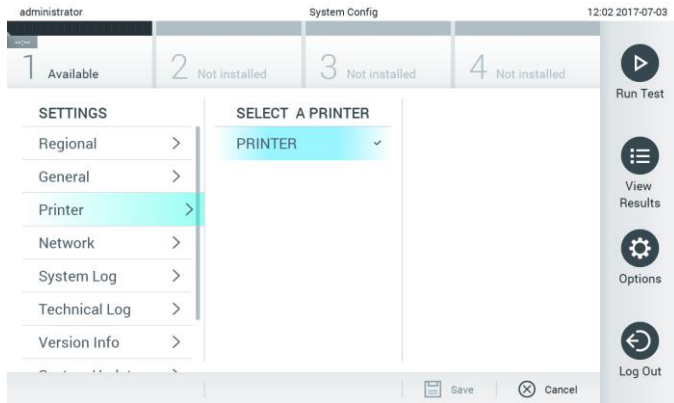 administrator System Config 12:02 2017-07-03
1 Available 2 Not installed 3 Not installed 4 Not installed
Run Test
SETTINGS SELECT A PRINTER
Regional PRINTER
General
View
Results
Printer
Network
System Log
Options
Technical Log
Version Info
Log Out
Save Cancel